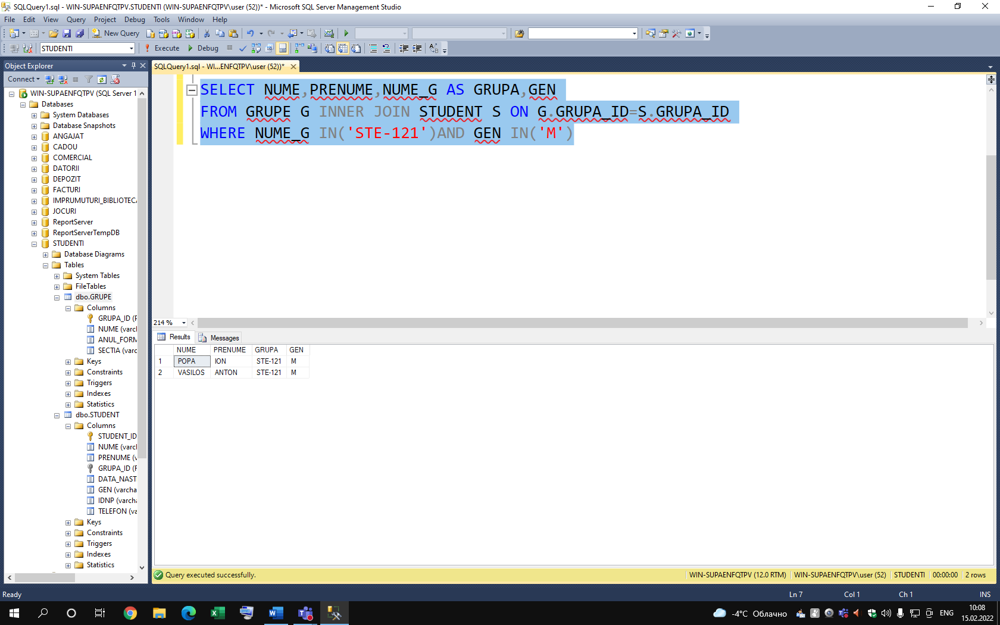 SQLQuery1.sql - WIN-SUPAENFQTPV.STUDENTI (WIN-SUPAENFQTPV\user (52))* - Microsoft SQL Server Management Studio
File Edit View Query Project Debug Tools Window Help
New Query
STUDENTI Execute Debug
Object Explorer
Connect
WIN-SUPAENFQTPV (SQL Server 1
Databases
System Databases
Database Snapshots
ANGAJAT
CADOU
COMERCIAL
DATORII
DEPOZIT
FACTURI
IMPRUMUTURI_BIBLIOTECA
JOCURI
ReportServer
ReportServerTempDB
STUDENTI
Database Diagrams
Tables
System Tables
FileTables
dbo.GRUPE
Columns
GRUPA_ID (F
NUME (varcl
ANUL_FORM
SECTIA (varc
Keys
Constraints
Triggers
Indexes
Statistics
dbo.STUDENT
Columns
STUDENT_ID
NUME (varcl
PRENUME (v
GRUPA_ID (F
DATA_NAST
GEN (varcha
IDNP (varcha
TELEFON (va
Keys
Constraints
Triggers
Indexes
Statistics
SQLQuery1.sql - WI...ENFQTPV\user (52))*
SELECT NUME,PRENUME,NUME_G AS GRUPA,GEN
FROM GRUPE G INNER JOIN STUDENT S ON G.GRUPA_ID=S.GRUPA_ID
WHERE NUME_G IN('STE-121')AND GEN IN('M')
214 %
Results Messages
NUME PRENUME GRUPA GEN
1 POPA ION STE-121 M
2 VASILOS ANTON STE-121 M
Query executed successfully. WIN-SUPAENFQTPV (12.0 RTM) WIN-SUPAENFQTPV\user (52) STUDENTI 00:00:00 2 rows
Ready Ln 7 Col 1 Ch 1 INS
-4°C Облачно ENG 10:08
15.02.2022